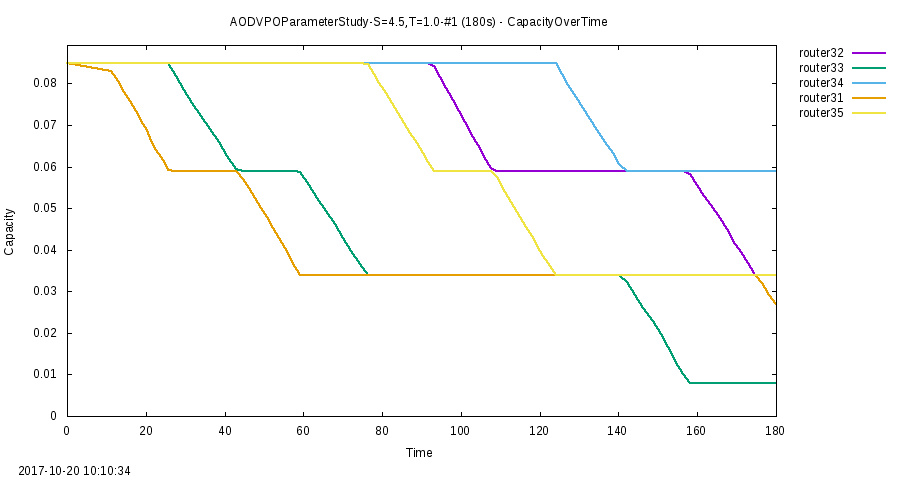 AODVPOParameterStudy-S=4.5,T=1.0-#1 (180s) - CapacityOverTime
router32
router33
router34
router31
router35
0.08
0.07
0.06
0.05
0.04
0.03
0.02
0.01
0
Capacity
0 20 40 60 80 100 120 140 160 180
Time
2017-10-20 10:10:34